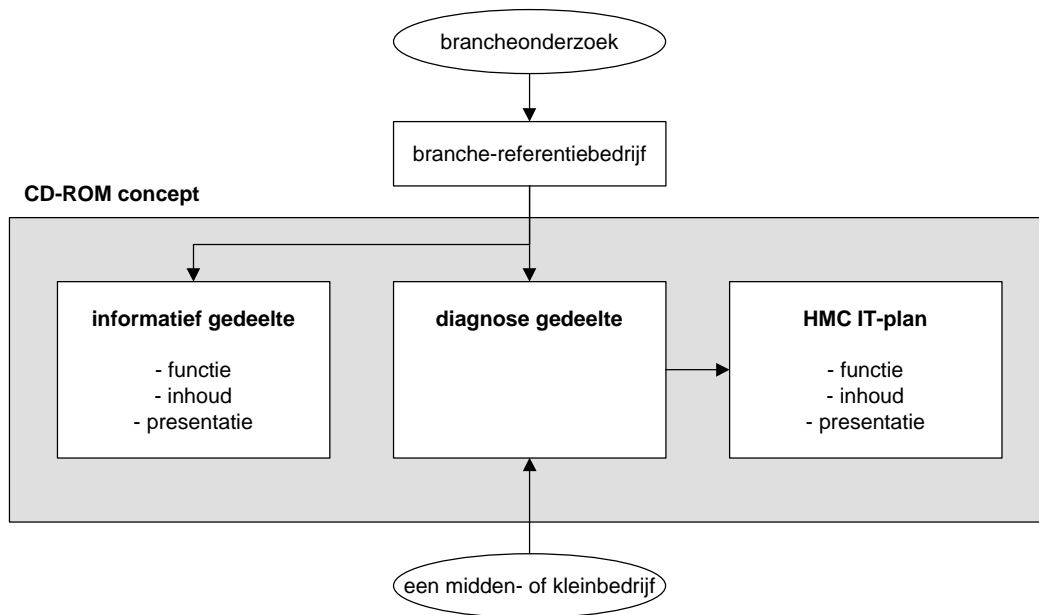 brancheonderzoek
branche-referentiebedrijf
CD-ROM concept
informatief gedeelte
- functie
- inhoud
- presentatie
diagnose gedeelte
HMC IT-plan
- functie
- inhoud
- presentatie
een midden- of kleinbedrijf